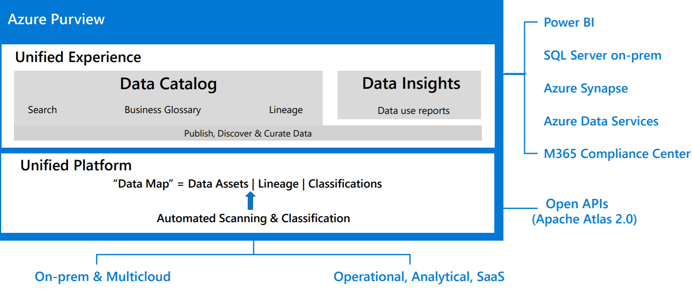 Azure Purview
Unified Experience
Data Catalog
Search
Business Glossary
Lineage
Data Insights
Data use reports
Publish, Discover & Curate Data
Unified Platform
“Data Map” = Data Assets | Lineage | Classifications
Automated Scanning & Classification
Power BI
SQL Server on-prem
Azure Synapse
Azure Data Services
M365 Compliance Center
Open APIs
(Apache Atlas 2.0)
On-prem & Multicloud
Operational, Analytical, SaaS